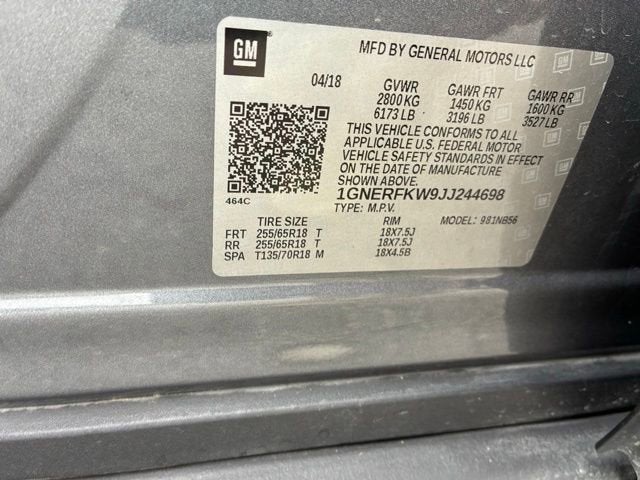 GM
MFD BY GENERAL MOTORS LLC
04/18 GVWR GAWR FRT GAWR RR
2800 KG 1450 KG 1600 KG
6173 LB 3196 LB 3527 LB
THIS VEHICLE CONFORMS TO ALL
APPLICABLE U.S. FEDERAL MOTOR
VEHICLE SAFETY STANDARDS IN EFFECT
ON THE DATE OF MANUFACTURE
SHOWN ABOVE.
464C
1GNERFKW9JJ244698
TYPE: M.P.V. MODEL: 981NB56
TIRE SIZE RIM
FRT 255/65R18 T 18X7.5J
RR 255/65R18 T 18X7.5J
SPA T135/70R18 M 18X4.5B